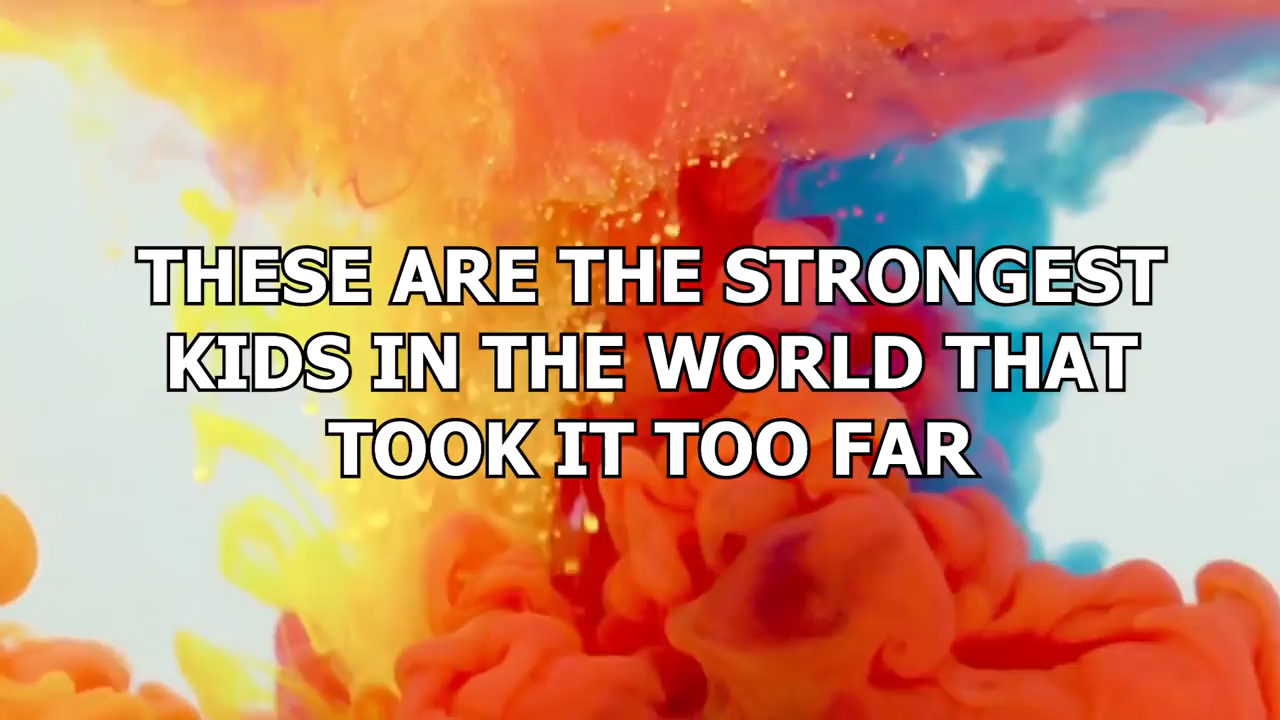 THESE ARE THE STRONGEST
KIDS IN THE WORLD THAT
TOOK IT TOO FAR